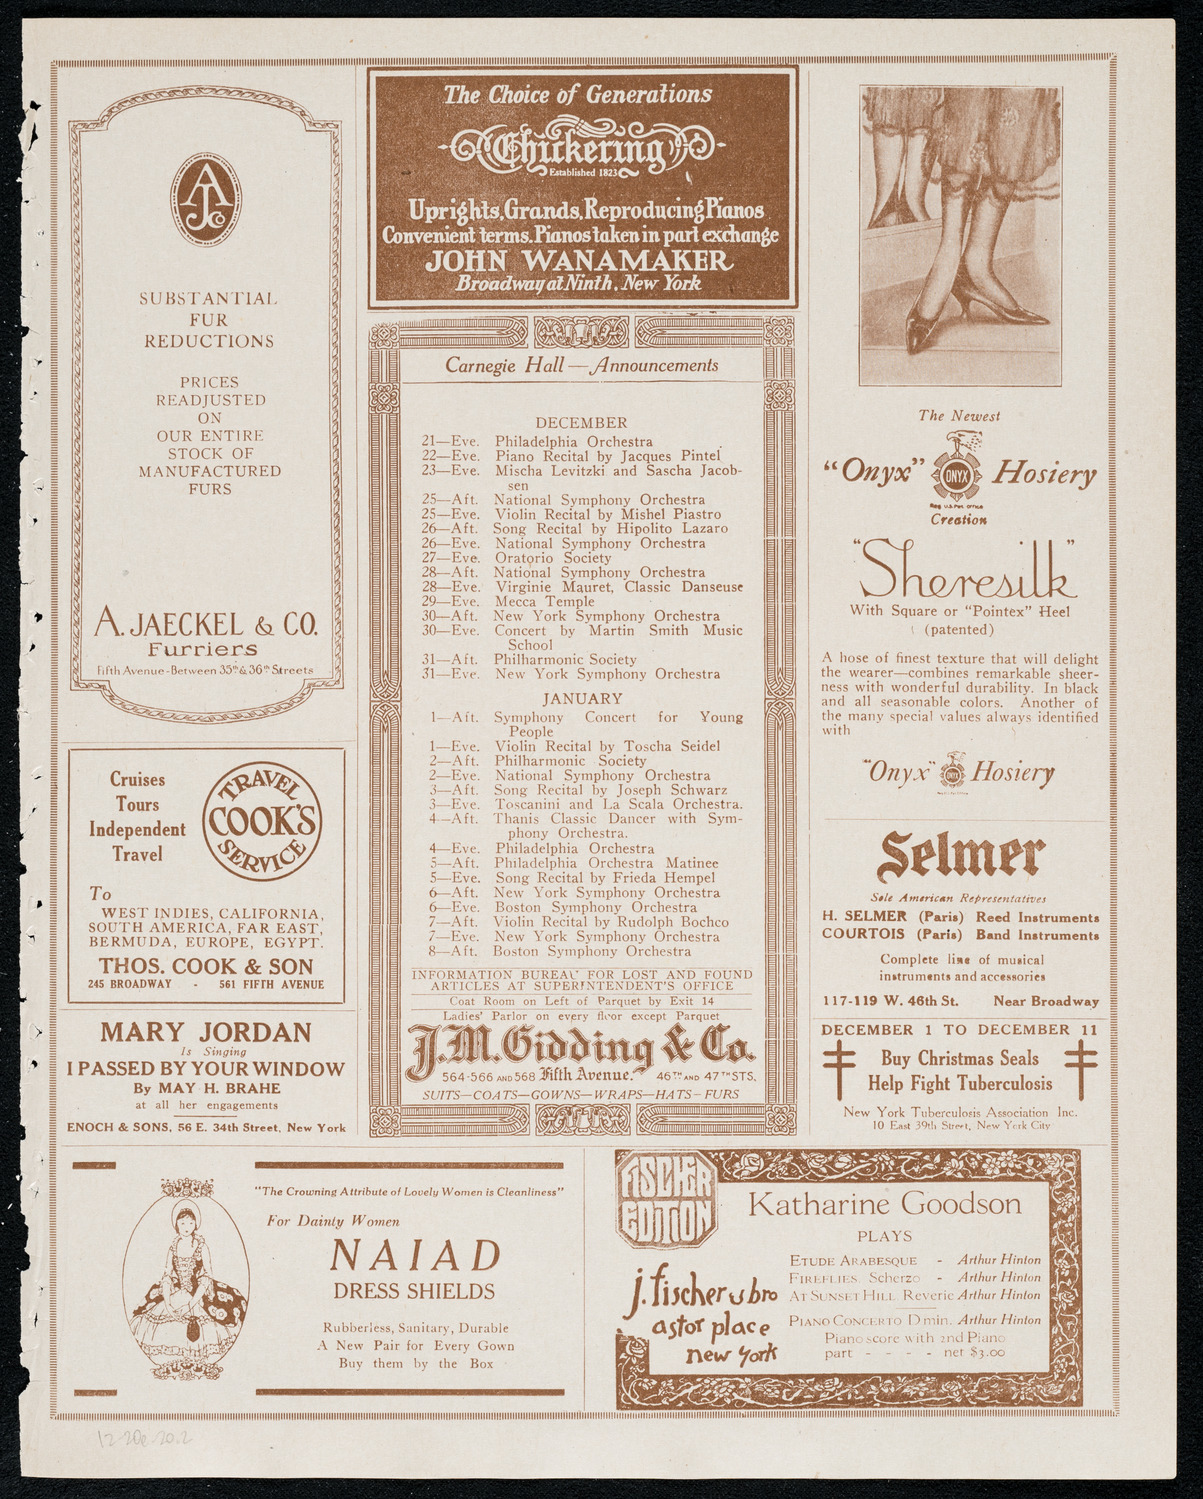 AJCo
SUBSTANTIAL
FUR
REDUCTIONS
PRICES
READJUSTED
ON
OUR ENTIRE
STOCK OF
MANUFACTURED
FURS
A. JAECKEL & CO.
Furriers
Fifth Avenue-Between 35th & 36th Streets
Cruises
Tours
Independent
Travel
TRAVEL
COOK'S
SERVICE
To
WEST INDIES, CALIFORNIA,
SOUTH AMERICA, FAR EAST,
BERMUDA, EUROPE, EGYPT.
THOS. COOK & SON
245 BROADWAY - 561 FIFTH AVENUE
MARY JORDAN
Is Singing
I PASSED BY YOUR WINDOW
By MAY H. BRAHE
at all her engagements
ENOCH & SONS, 56 E. 34th Street, New York
The Choice of Generations
Chickering
Established 1823
Uprights, Grands, Reproducing Pianos
Convenient terms. Pianos taken in part exchange
JOHN WANAMAKER
Broadway at Ninth, New York
Carnegie Hall — Announcements
DECEMBER
21—Eve. Philadelphia Orchestra
22—Eve. Piano Recital by Jacques Pintel
23—Eve. Mischa Levitzki and Sascha Jacob-
sen
25—Aft. National Symphony Orchestra
25—Eve. Violin Recital by Mishel Piastro
26—Aft. Song Recital by Hipolito Lazaro
26—Eve. National Symphony Orchestra
27—Eve. Oratorio Society
28—Aft. National Symphony Orchestra
28—Eve. Virginie Mauret, Classic Danseuse
29—Eve. Mecca Temple
30—Aft. New York Symphony Orchestra
30—Eve. Concert by Martin Smith Music
School
31—Aft. Philharmonic Society
31—Eve. New York Symphony Orchestra
JANUARY
1—Aft. Symphony Concert for Young
People
1—Eve. Violin Recital by Toscha Seidel
2—Aft. Philharmonic Society
2—Eve. National Symphony Orchestra
3—Aft. Song Recital by Joseph Schwarz
3—Eve. Toscanini and La Scala Orchestra.
4—Aft. Thanis Classic Dancer with Sym-
phony Orchestra.
4—Eve. Philadelphia Orchestra
5—Aft. Philadelphia Orchestra Matinee
5—Eve. Song Recital by Frieda Hempel
6—Aft. New York Symphony Orchestra
6—Eve. Boston Symphony Orchestra
7—Aft. Violin Recital by Rudolph Bochco
7—Eve. New York Symphony Orchestra
8—Aft. Boston Symphony Orchestra
INFORMATION BUREAU FOR LOST AND FOUND
ARTICLES AT SUPERINTENDENT'S OFFICE
Coat Room on Left of Parquet by Exit 14
Ladies' Parlor on every floor except Parquet
J.M. Gidding & Co.
564-566 AND 568 Fifth Avenue. 46TH AND 47TH STS.
SUITS—COATS—GOWNS—WRAPS—HATS—FURS
The Newest
"Onyx" ONYX Hosiery
Reg. U.S. Pat. Office
Creation
"Sheresilk"
With Square or "Pointex" Heel
(patented)
A hose of finest texture that will delight
the wearer—combines remarkable sheer-
ness with wonderful durability. In black
and all seasonable colors. Another of
the many special values always identified
with
"Onyx" Hosiery
Selmer
Sole American Representatives
H. SELMER (Paris) Reed Instruments
COURTOIS (Paris) Band Instruments
Complete line of musical
instruments and accessories
117-119 W. 46th St. Near Broadway
DECEMBER 1 TO DECEMBER 11
Buy Christmas Seals
Help Fight Tuberculosis
New York Tuberculosis Association Inc.
10 East 39th Street, New York City
"The Crowning Attribute of Lovely Women is Cleanliness"
For Dainty Women
NAIAD
DRESS SHIELDS
Rubberless, Sanitary, Durable
A New Pair for Every Gown
Buy them by the Box
FISCHER
EDITION
j. fischer & bro
astor place
new york
Katharine Goodson
PLAYS
ETUDE ARABESQUE - Arthur Hinton
FIREFLIES. Scherzo - Arthur Hinton
AT SUNSET HILL Reverie Arthur Hinton
PIANO CONCERTO D min. Arthur Hinton
Piano score with 2nd Piano
part - - - - net $3.00
12-20e-20.2